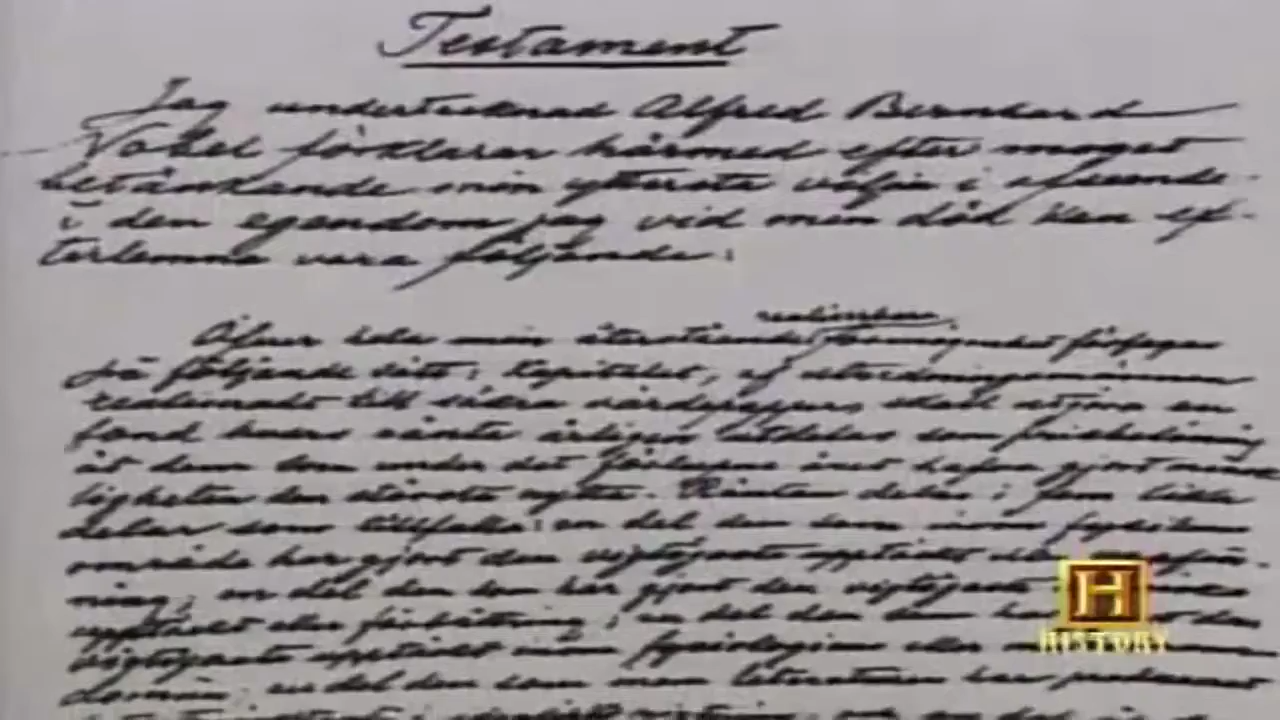 Testament
Jag undertecknad Alfred Bernhard
Nobel förklarar härmed efter moget
betänkande min yttersta vilja i afseende
å den egendom jag vid min död kan ef-
terlemna vara följande:
realiserbara
Öfver hela min återstående förmögenhet förfoges
på följande sätt: Kapitalet, af utredningsmännen
realiseradt till säkra värdepapper, skall utgöra en
fond hvars ränta årligen utdelas som prisbelöning
åt dem som under det förlupne året hafva gjort mensk-
ligheten den största nytta. Räntan delas i fem lika
delar som tillfalla: en del den som inom fysikens
område har gjort den vigtigaste upptäckt eller
ning; en del den som har gjort den vigtigaste
upptäckt eller förbättring; en del den som har
vigtigaste upptäckt inom fysiologiens eller
domän; en del den som inom literaturen har producerat
H
HISTORY